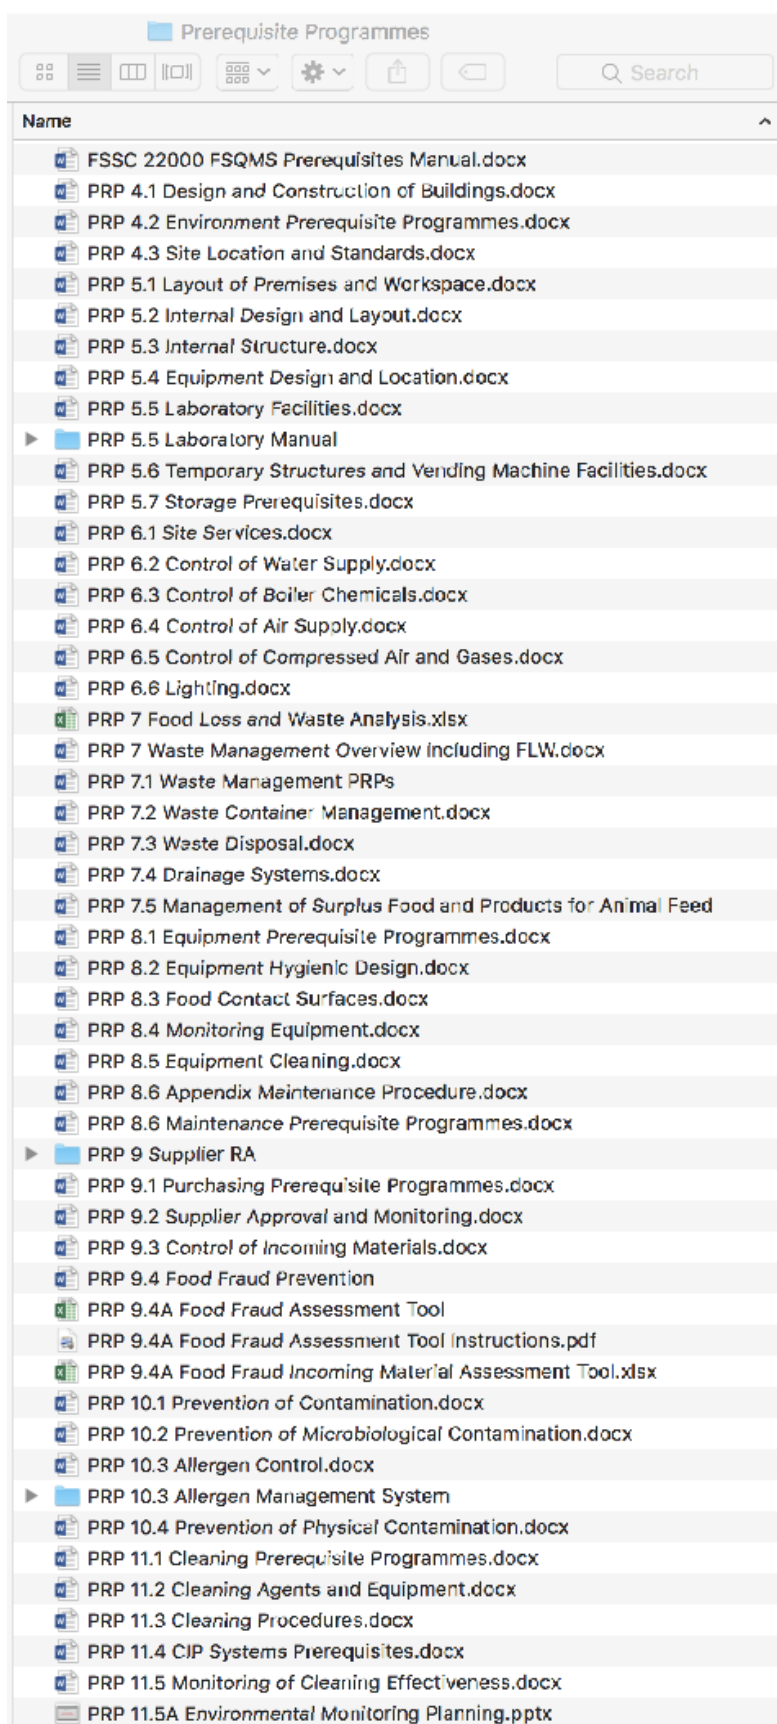 Prerequisite Programmes
Search
Name
FSSC 22000 FSQMS Prerequisites Manual.docx
PRP 4.1 Design and Construction of Buildings.docx
PRP 4.2 Environment Prerequisite Programmes.docx
PRP 4.3 Site Location and Standards.docx
PRP 5.1 Layout of Premises and Workspace.docx
PRP 5.2 Internal Design and Layout.docx
PRP 5.3 Internal Structure.docx
PRP 5.4 Equipment Design and Location.docx
PRP 5.5 Laboratory Facilities.docx
PRP 5.5 Laboratory Manual
PRP 5.6 Temporary Structures and Vending Machine Facilities.docx
PRP 5.7 Storage Prerequisites.docx
PRP 6.1 Site Services.docx
PRP 6.2 Control of Water Supply.docx
PRP 6.3 Control of Boiler Chemicals.docx
PRP 6.4 Control of Air Supply.docx
PRP 6.5 Control of Compressed Air and Gases.docx
PRP 6.6 Lighting.docx
PRP 7 Food Loss and Waste Analysis.xlsx
PRP 7 Waste Management Overview including FLW.docx
PRP 7.1 Waste Management PRPs
PRP 7.2 Waste Container Management.docx
PRP 7.3 Waste Disposal.docx
PRP 7.4 Drainage Systems.docx
PRP 7.5 Management of Surplus Food and Products for Animal Feed
PRP 8.1 Equipment Prerequisite Programmes.docx
PRP 8.2 Equipment Hygienic Design.docx
PRP 8.3 Food Contact Surfaces.docx
PRP 8.4 Monitoring Equipment.docx
PRP 8.5 Equipment Cleaning.docx
PRP 8.6 Appendix Maintenance Procedure.docx
PRP 8.6 Maintenance Prerequisite Programmes.docx
PRP 9 Supplier RA
PRP 9.1 Purchasing Prerequisite Programmes.docx
PRP 9.2 Supplier Approval and Monitoring.docx
PRP 9.3 Control of Incoming Materials.docx
PRP 9.4 Food Fraud Prevention
PRP 9.4A Food Fraud Assessment Tool
PRP 9.4A Food Fraud Assessment Tool Instructions.pdf
PRP 9.4A Food Fraud Incoming Material Assessment Tool.xlsx
PRP 10.1 Prevention of Contamination.docx
PRP 10.2 Prevention of Microbiological Contamination.docx
PRP 10.3 Allergen Control.docx
PRP 10.3 Allergen Management System
PRP 10.4 Prevention of Physical Contamination.docx
PRP 11.1 Cleaning Prerequisite Programmes.docx
PRP 11.2 Cleaning Agents and Equipment.docx
PRP 11.3 Cleaning Procedures.docx
PRP 11.4 CIP Systems Prerequisites.docx
PRP 11.5 Monitoring of Cleaning Effectiveness.docx
PRP 11.5A Environmental Monitoring Planning.pptx